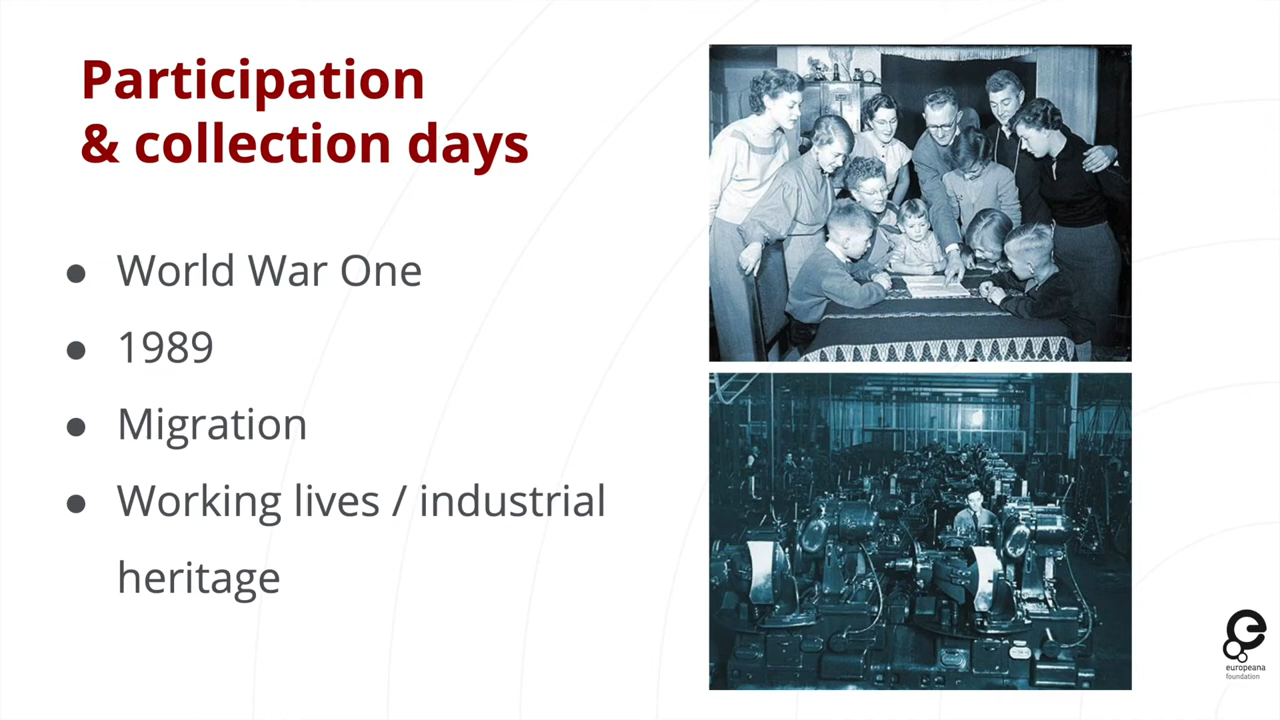 Participation
& collection days
● World War One
● 1989
● Migration
● Working lives / industrial
heritage
europeana
foundation